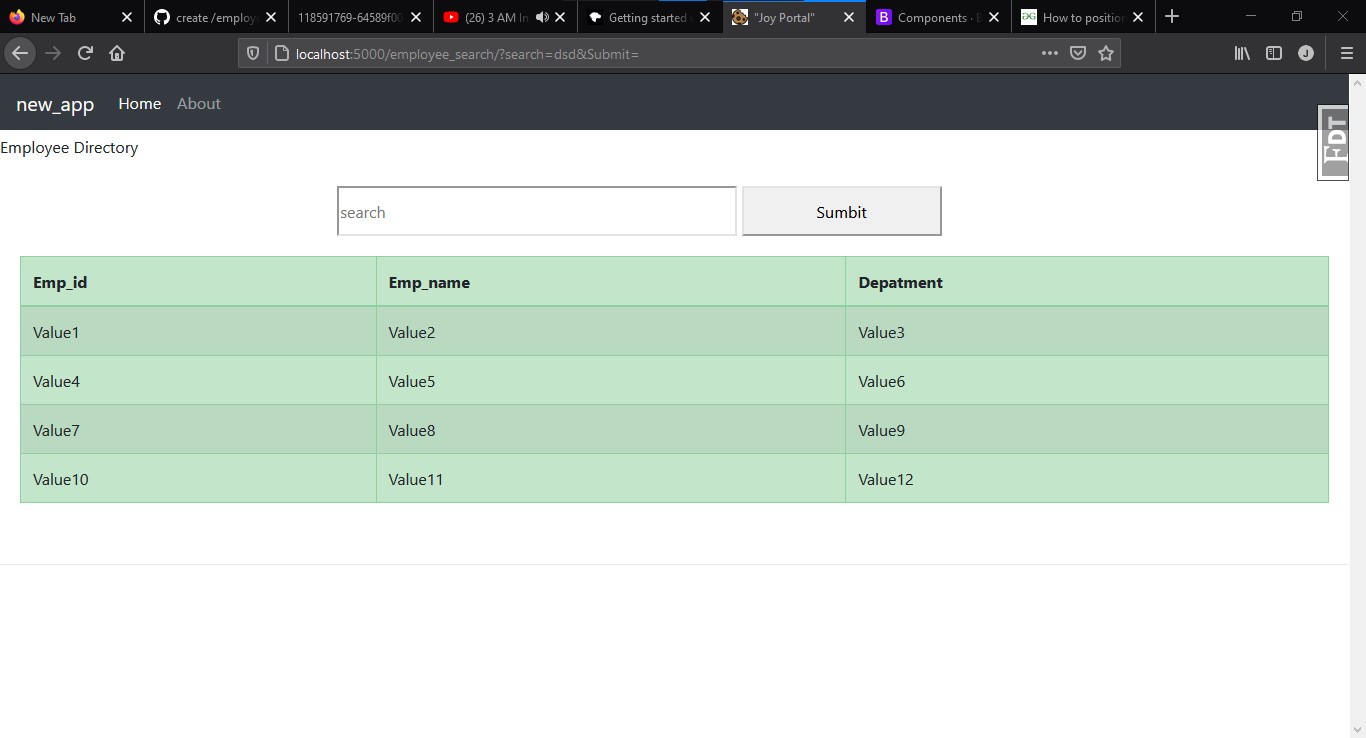 New Tab
create /employe
118591769-64589f00
(26) 3 AM In
Getting started
"Joy Portal"
B Components · B
How to position
localhost:5000/employee_search/?search=dsd&Submit=
J
new_app Home About
FDT
Employee Directory
search Sumbit
Emp_id Emp_name Depatment
Value1 Value2 Value3
Value4 Value5 Value6
Value7 Value8 Value9
Value10 Value11 Value12